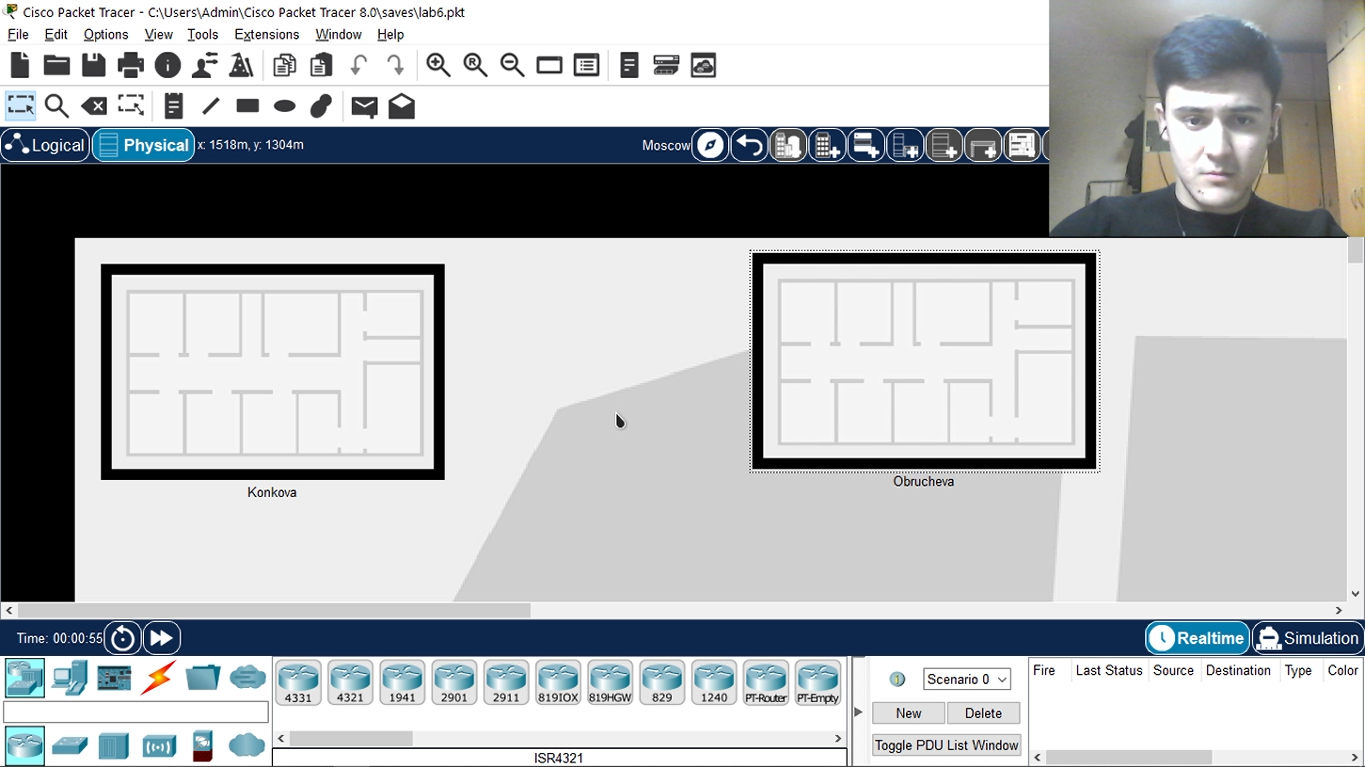 Cisco Packet Tracer - C:\Users\Admin\Cisco Packet Tracer 8.0\saves\lab6.pkt
File Edit Options View Tools Extensions Window Help
Logical Physical x: 1518m, y: 1304m Moscow
Konkova
Obrucheva
Time: 00:00:55 Realtime Simulation
4331 4321 1941 2901 2911 819IOX 819HGW 829 1240 PT-Router PT-Empty
ISR4321
Scenario 0
New Delete
Toggle PDU List Window
Fire Last Status Source Destination Type Color